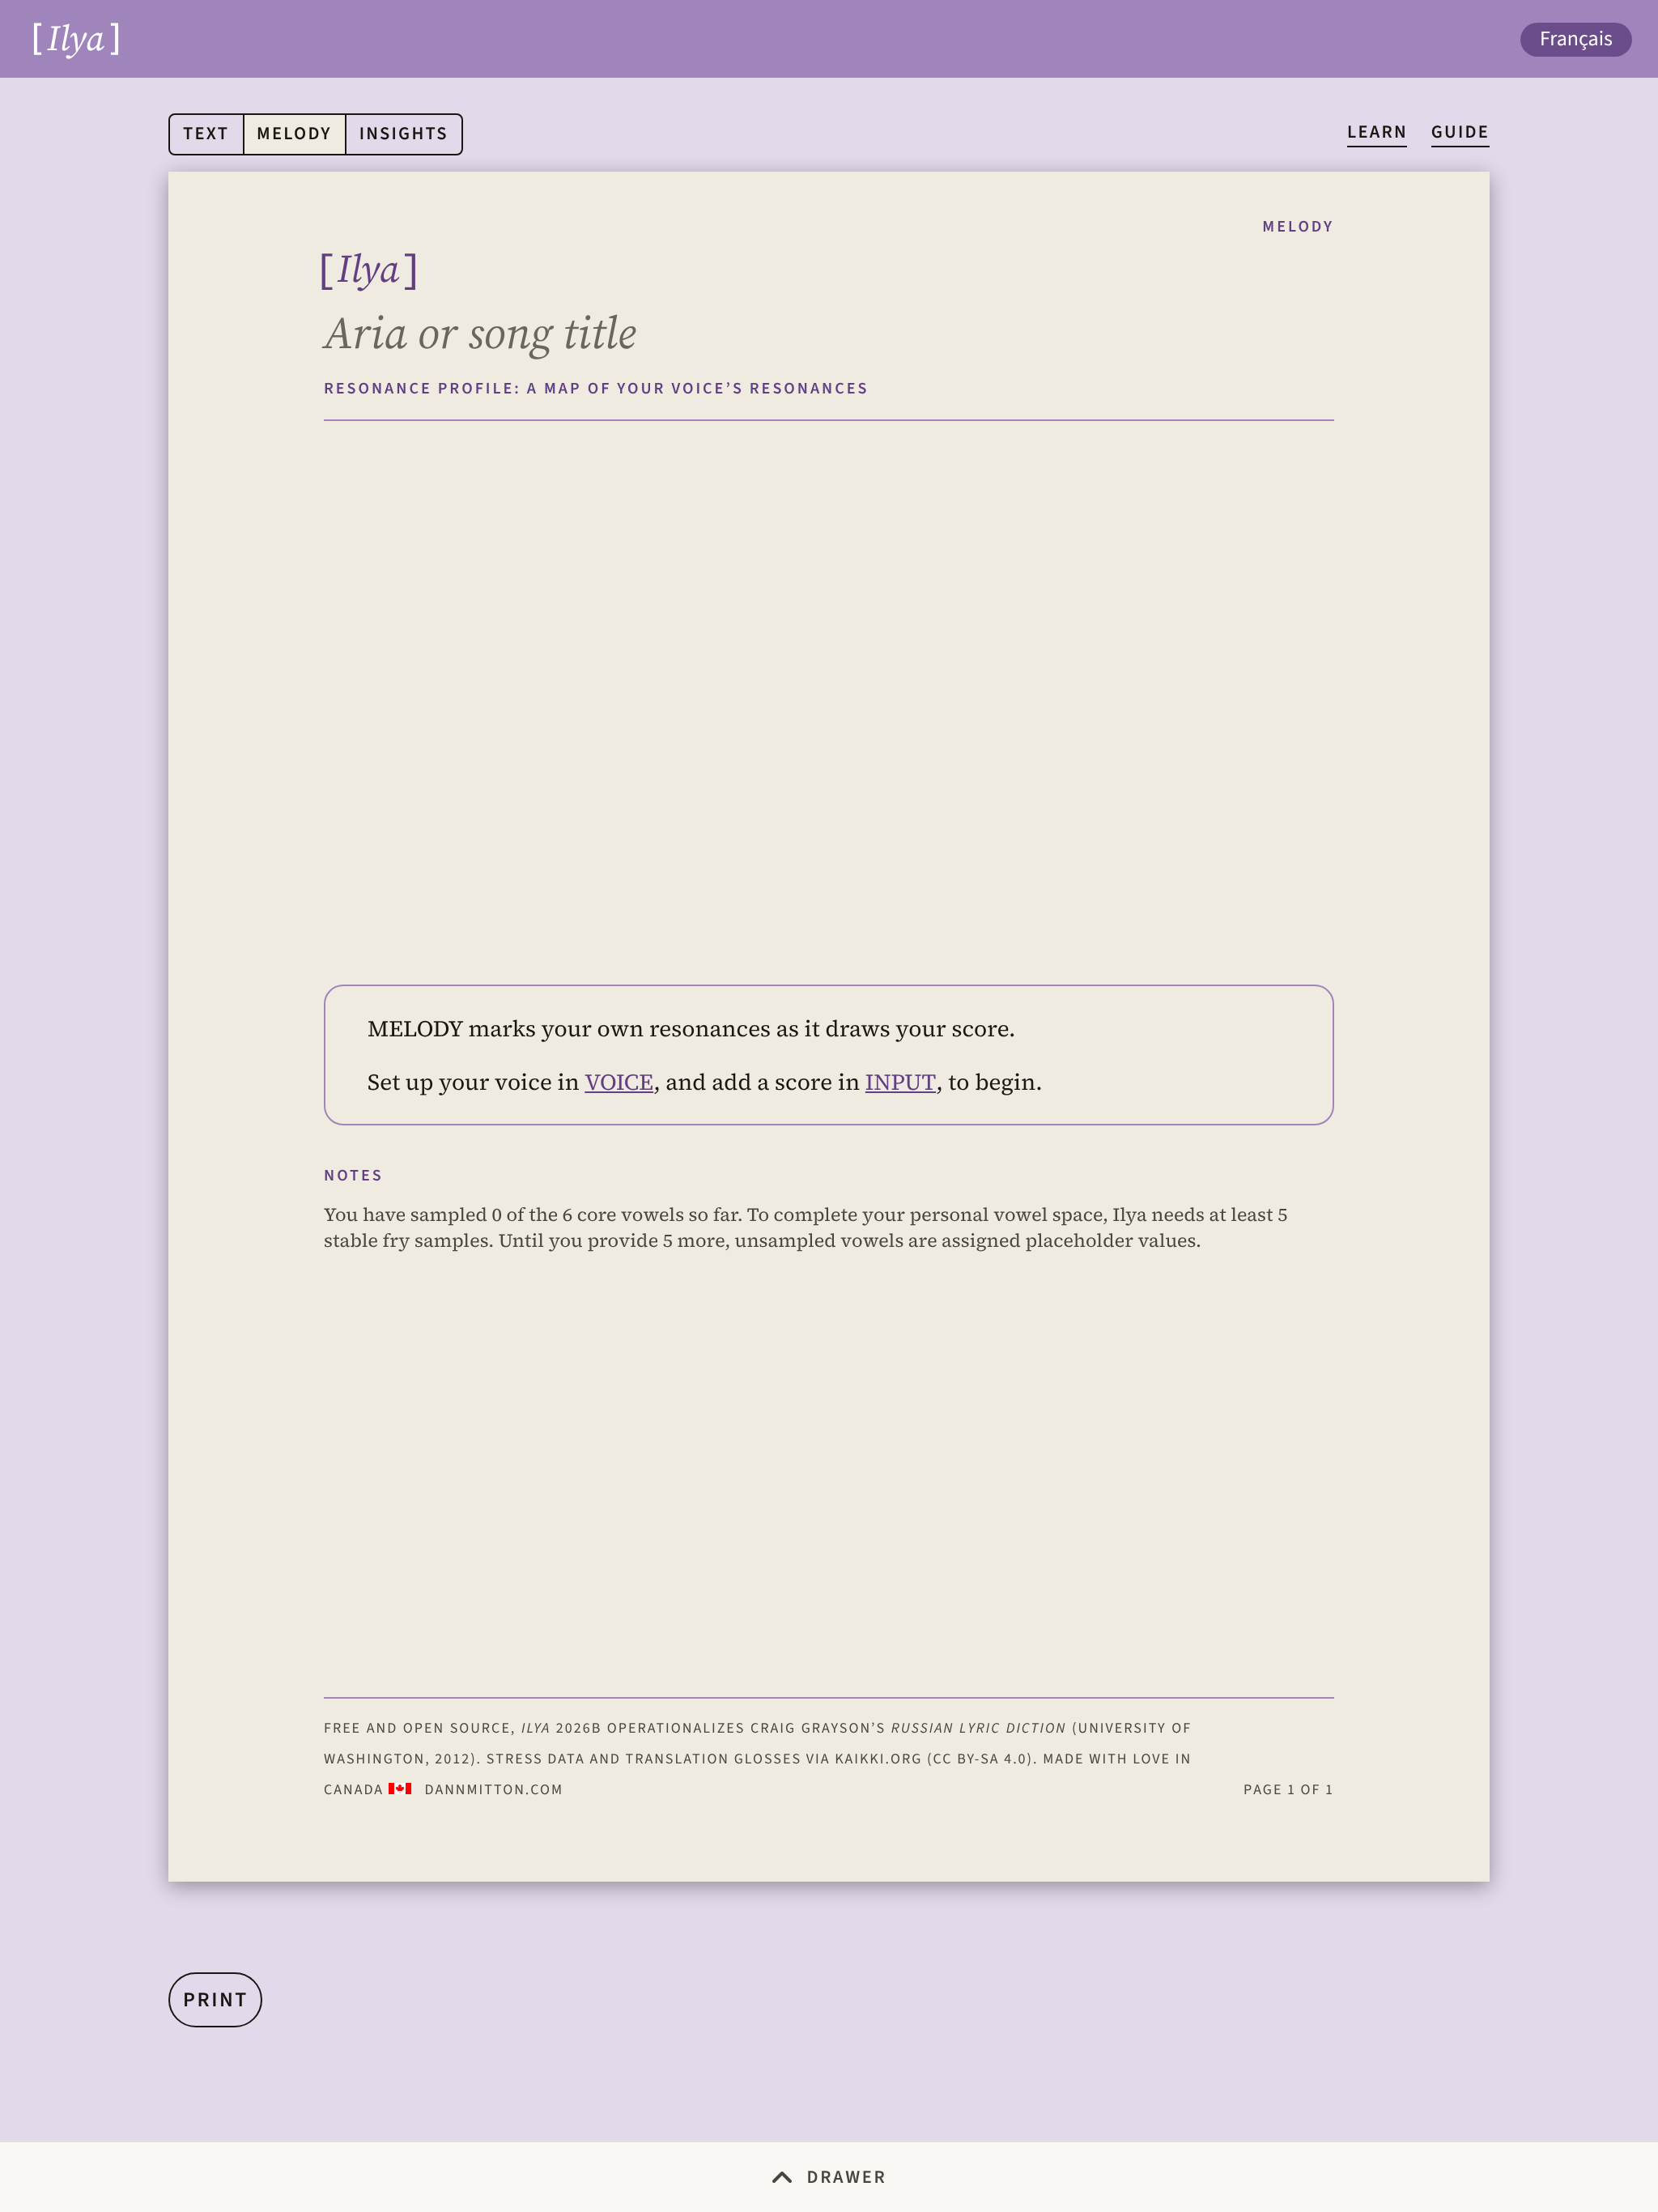 [Ilya]
Français
TEXT MELODY INSIGHTS
LEARN GUIDE
MELODY
[Ilya]
Aria or song title
RESONANCE PROFILE: A MAP OF YOUR VOICE’S RESONANCES
MELODY marks your own resonances as it draws your score.
Set up your voice in VOICE, and add a score in INPUT, to begin.
NOTES
You have sampled 0 of the 6 core vowels so far. To complete your personal vowel space, Ilya needs at least 5
stable fry samples. Until you provide 5 more, unsampled vowels are assigned placeholder values.
FREE AND OPEN SOURCE, ILYA 2026B OPERATIONALIZES CRAIG GRAYSON’S RUSSIAN LYRIC DICTION (UNIVERSITY OF
WASHINGTON, 2012). STRESS DATA AND TRANSLATION GLOSSES VIA KAIKKI.ORG (CC BY-SA 4.0). MADE WITH LOVE IN
CANADA DANNMITTON.COM
PAGE 1 OF 1
PRINT
DRAWER